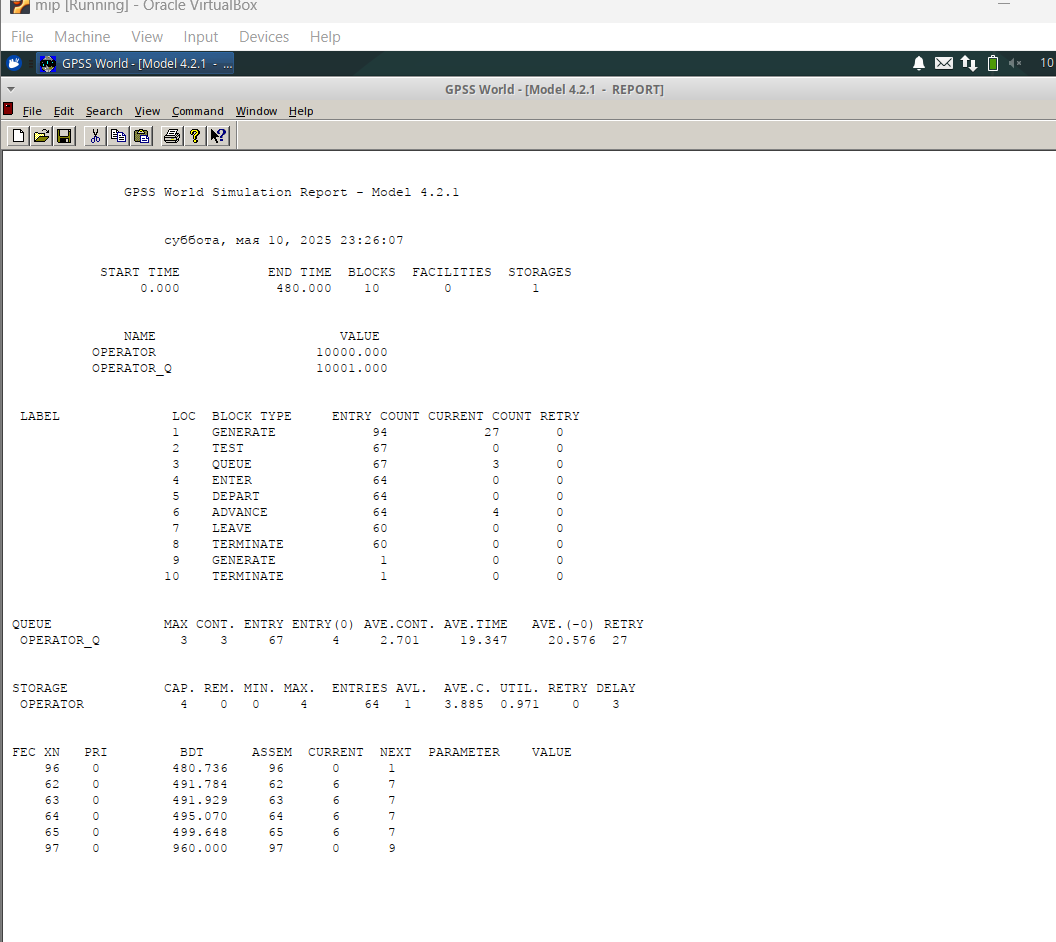 mip [Running] - Oracle VirtualBox
File Machine View Input Devices Help
GPSS World - [Model 4.2.1 - ... 10
GPSS World - [Model 4.2.1 - REPORT]
File Edit Search View Command Window Help
GPSS World Simulation Report - Model 4.2.1
суббота, мая 10, 2025 23:26:07
START TIME END TIME BLOCKS FACILITIES STORAGES
0.000 480.000 10 0 1
NAME VALUE
OPERATOR 10000.000
OPERATOR_Q 10001.000
LABEL LOC BLOCK TYPE ENTRY COUNT CURRENT COUNT RETRY
1 GENERATE 94 27 0
2 TEST 67 0 0
3 QUEUE 67 3 0
4 ENTER 64 0 0
5 DEPART 64 0 0
6 ADVANCE 64 4 0
7 LEAVE 60 0 0
8 TERMINATE 60 0 0
9 GENERATE 1 0 0
10 TERMINATE 1 0 0
QUEUE MAX CONT. ENTRY ENTRY(0) AVE.CONT. AVE.TIME AVE.(-0) RETRY
OPERATOR_Q 3 3 67 4 2.701 19.347 20.576 27
STORAGE CAP. REM. MIN. MAX. ENTRIES AVL. AVE.C. UTIL. RETRY DELAY
OPERATOR 4 0 0 4 64 1 3.885 0.971 0 3
FEC XN PRI BDT ASSEM CURRENT NEXT PARAMETER VALUE
96 0 480.736 96 0 1
62 0 491.784 62 6 7
63 0 491.929 63 6 7
64 0 495.070 64 6 7
65 0 499.648 65 6 7
97 0 960.000 97 0 9